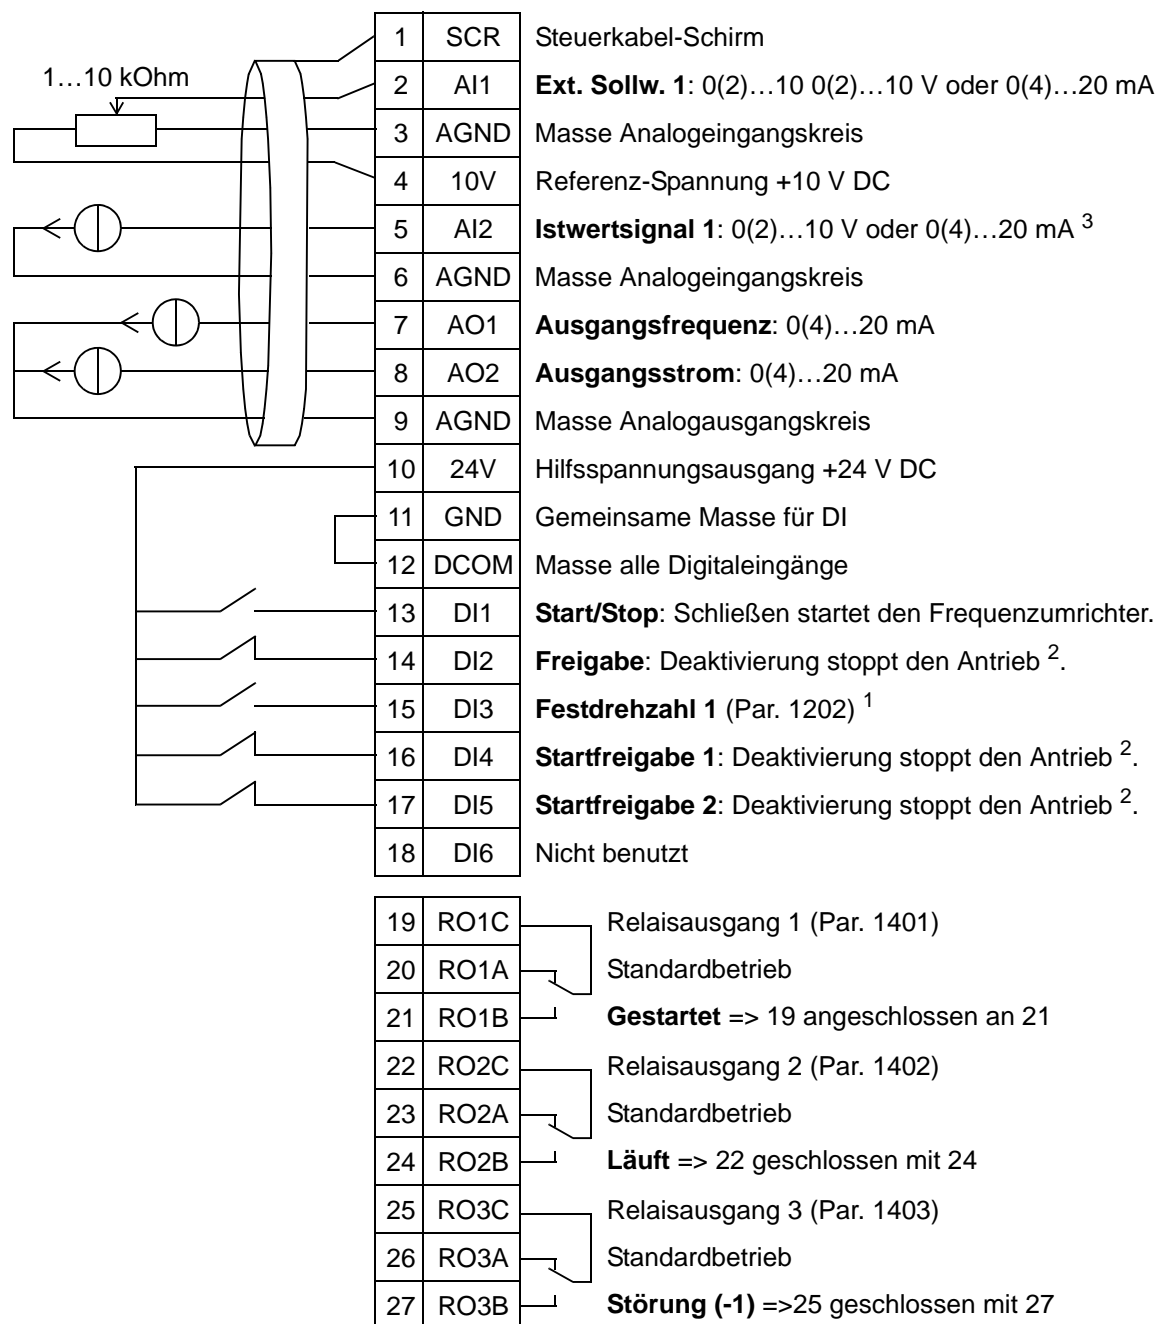 1…10 kOhm
1 SCR Steuerkabel-Schirm
2 AI1 Ext. Sollw. 1: 0(2)…10 0(2)…10 V oder 0(4)…20 mA
3 AGND Masse Analogeingangskreis
4 10V Referenz-Spannung +10 V DC
5 AI2 Istwertsignal 1: 0(2)…10 V oder 0(4)…20 mA 3
6 AGND Masse Analogeingangskreis
7 AO1 Ausgangsfrequenz: 0(4)…20 mA
8 AO2 Ausgangsstrom: 0(4)…20 mA
9 AGND Masse Analogausgangskreis
10 24V Hilfsspannungsausgang +24 V DC
11 GND Gemeinsame Masse für DI
12 DCOM Masse alle Digitaleingänge
13 DI1 Start/Stop: Schließen startet den Frequenzumrichter.
14 DI2 Freigabe: Deaktivierung stoppt den Antrieb 2.
15 DI3 Festdrehzahl 1 (Par. 1202) 1
16 DI4 Startfreigabe 1: Deaktivierung stoppt den Antrieb 2.
17 DI5 Startfreigabe 2: Deaktivierung stoppt den Antrieb 2.
18 DI6 Nicht benutzt
19 RO1C Relaisausgang 1 (Par. 1401)
20 RO1A Standardbetrieb
21 RO1B Gestartet => 19 angeschlossen an 21
22 RO2C Relaisausgang 2 (Par. 1402)
23 RO2A Standardbetrieb
24 RO2B Läuft => 22 geschlossen mit 24
25 RO3C Relaisausgang 3 (Par. 1403)
26 RO3A Standardbetrieb
27 RO3B Störung (-1) =>25 geschlossen mit 27